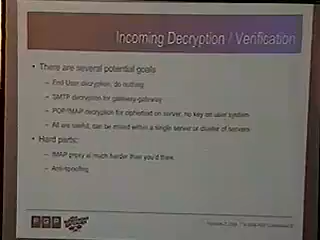 Incoming Decryption / Verification
• There are several potential goals
– End-User decryption, do nothing
– SMTP decryption for gateway-gateway
– POP/IMAP decryption for ciphertext on server, no key on user system
– All are useful, can be mixed within a single server or cluster of servers
• Hard parts:
– IMAP proxy is much harder than you'd think
– Anti-spoofing
PGP